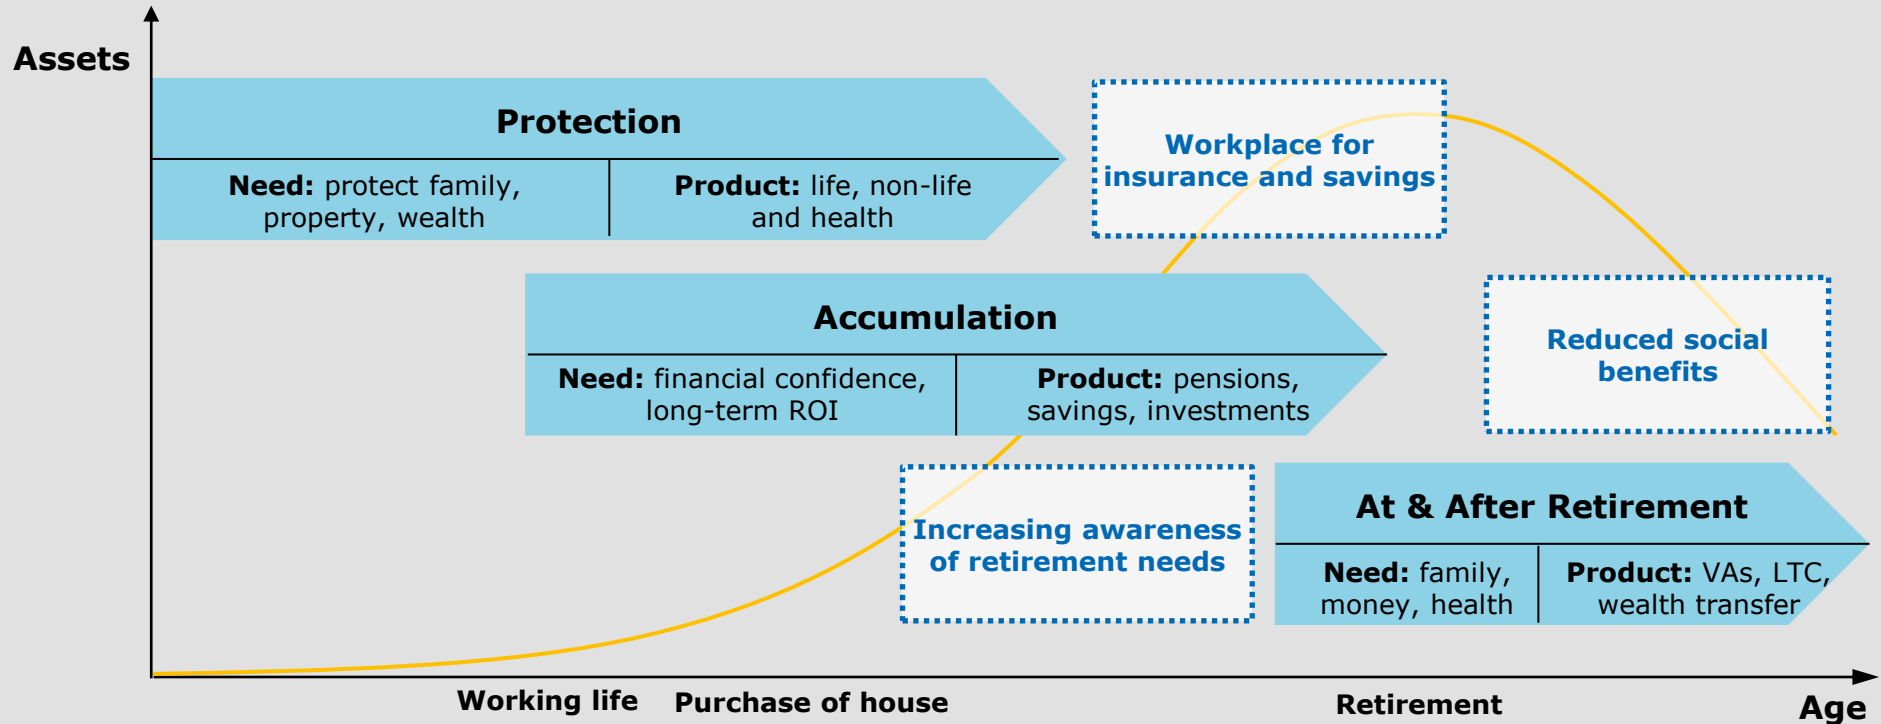 Assets
Protection
Need: protect family,
property, wealth
Product: life, non-life
and health
Workplace for
insurance and savings
Accumulation
Need: financial confidence,
long-term ROI
Product: pensions,
savings, investments
Reduced social
benefits
Increasing awareness
of retirement needs
At & After Retirement
Need: family,
money, health
Product: VAs, LTC,
wealth transfer
Working life
Purchase of house
Retirement
Age